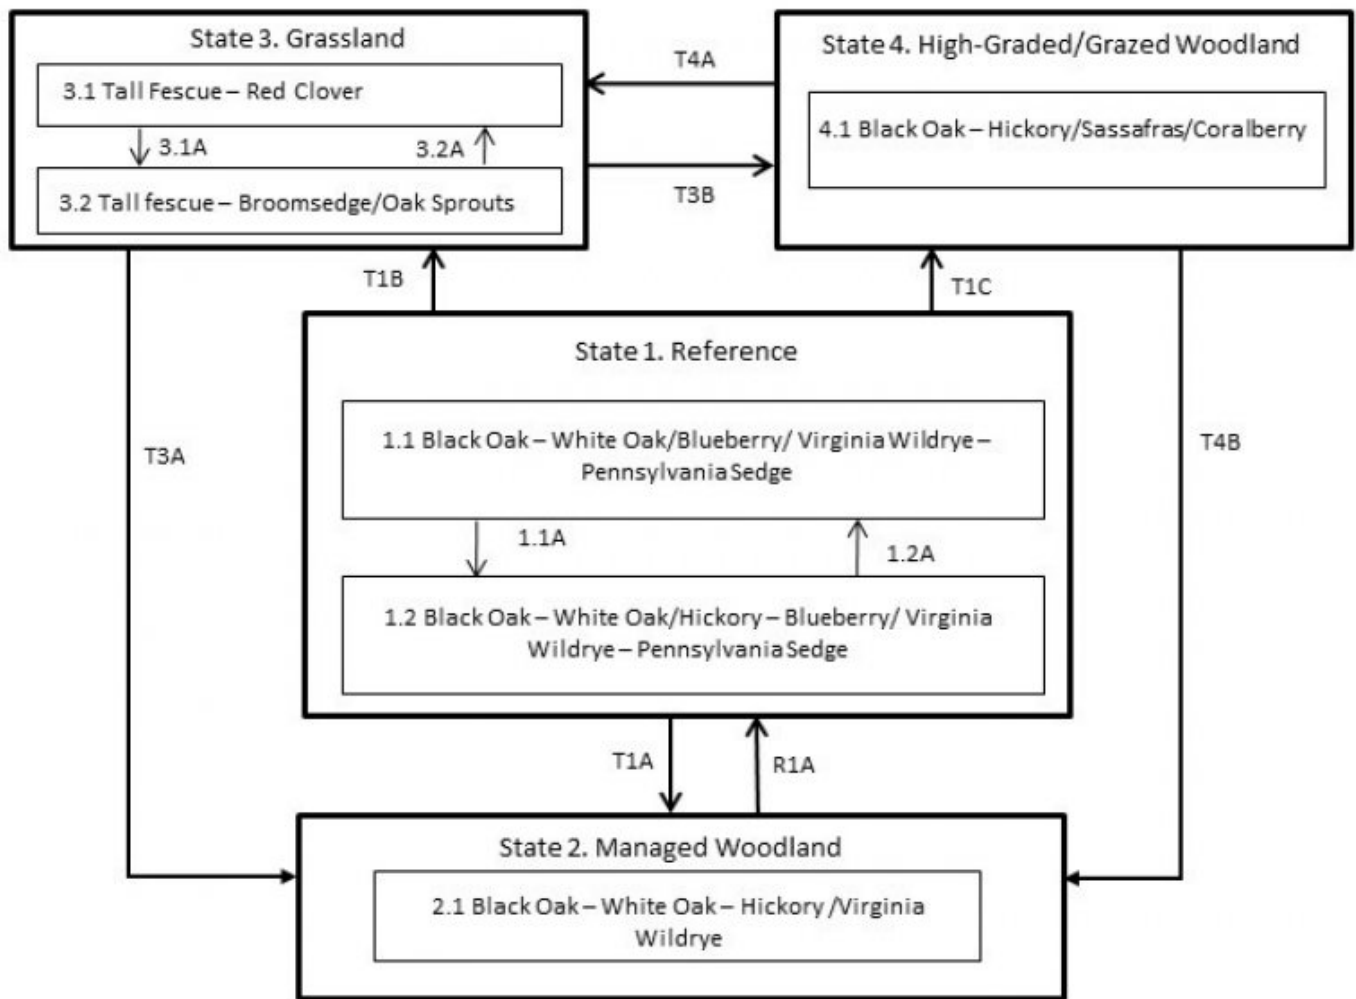 State 3. Grassland
3.1 Tall Fescue – Red Clover
3.1A
3.2A
3.2 Tall fescue – Broomsedge/Oak Sprouts
T4A
T3B
State 4. High-Graded/Grazed Woodland
4.1 Black Oak – Hickory/Sassafras/Coralberry
T1B
T1C
State 1. Reference
1.1 Black Oak – White Oak/Blueberry/ Virginia Wildrye –
Pennsylvania Sedge
1.1A
1.2A
1.2 Black Oak – White Oak/Hickory – Blueberry/ Virginia
Wildrye – Pennsylvania Sedge
T3A
T4B
T1A
R1A
State 2. Managed Woodland
2.1 Black Oak – White Oak – Hickory /Virginia
Wildrye